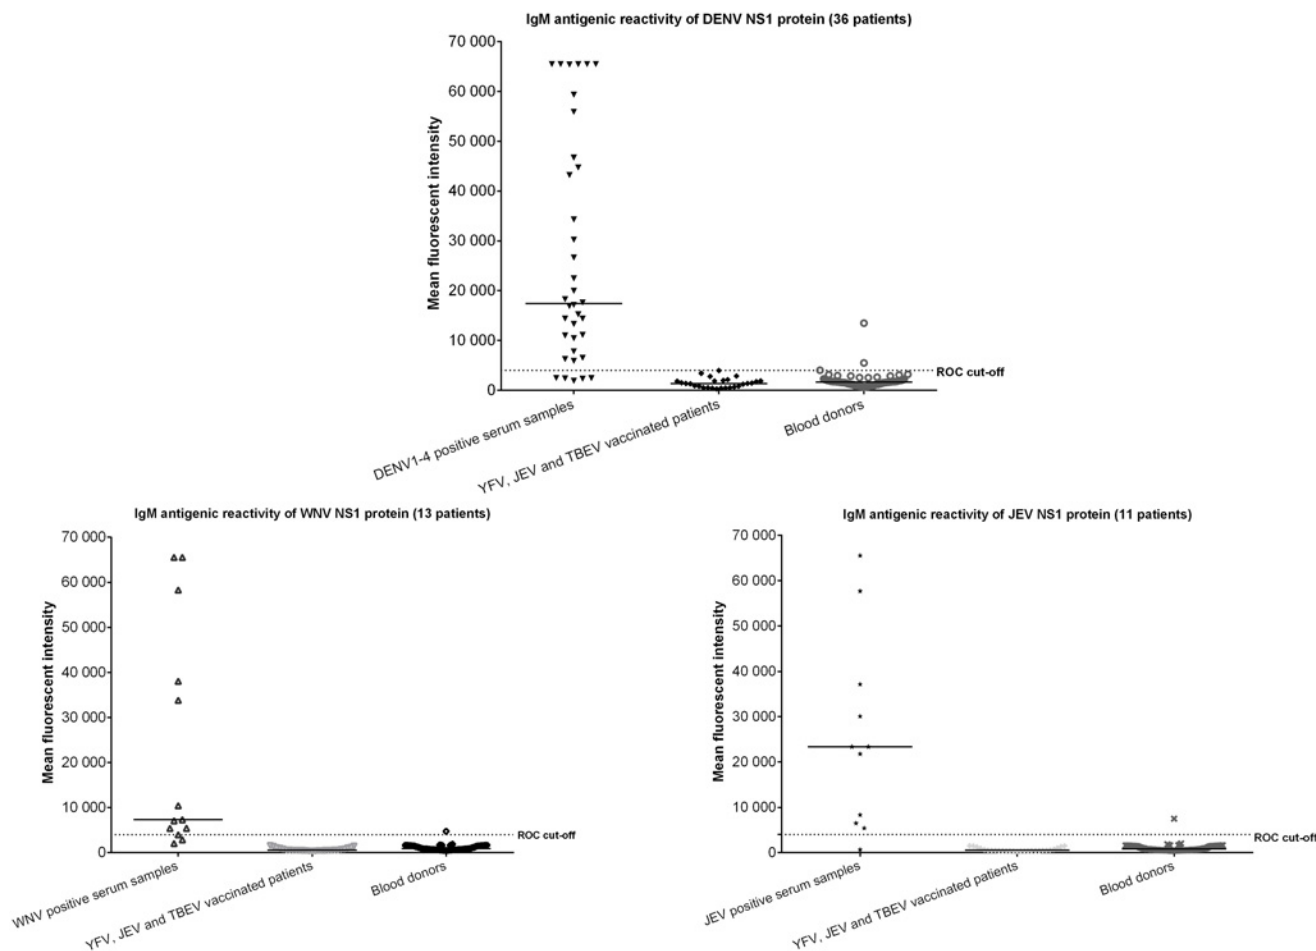 IgM antigenic reactivity of DENV NS1 protein (36 patients)
Mean fluorescent intensity
70 000
60 000
50 000
40 000
30 000
20 000
10 000
0
ROC cut-off
DENV1-4 positive serum samples
YFV, JEV and TBEV vaccinated patients
Blood donors
IgM antigenic reactivity of WNV NS1 protein (13 patients)
Mean fluorescent intensity
70 000
60 000
50 000
40 000
30 000
20 000
10 000
0
ROC cut-off
WNV positive serum samples
YFV, JEV and TBEV vaccinated patients
Blood donors
IgM antigenic reactivity of JEV NS1 protein (11 patients)
Mean fluorescent intensity
70 000
60 000
50 000
40 000
30 000
20 000
10 000
0
ROC cut-off
JEV positive serum samples
YFV, JEV and TBEV vaccinated patients
Blood donors